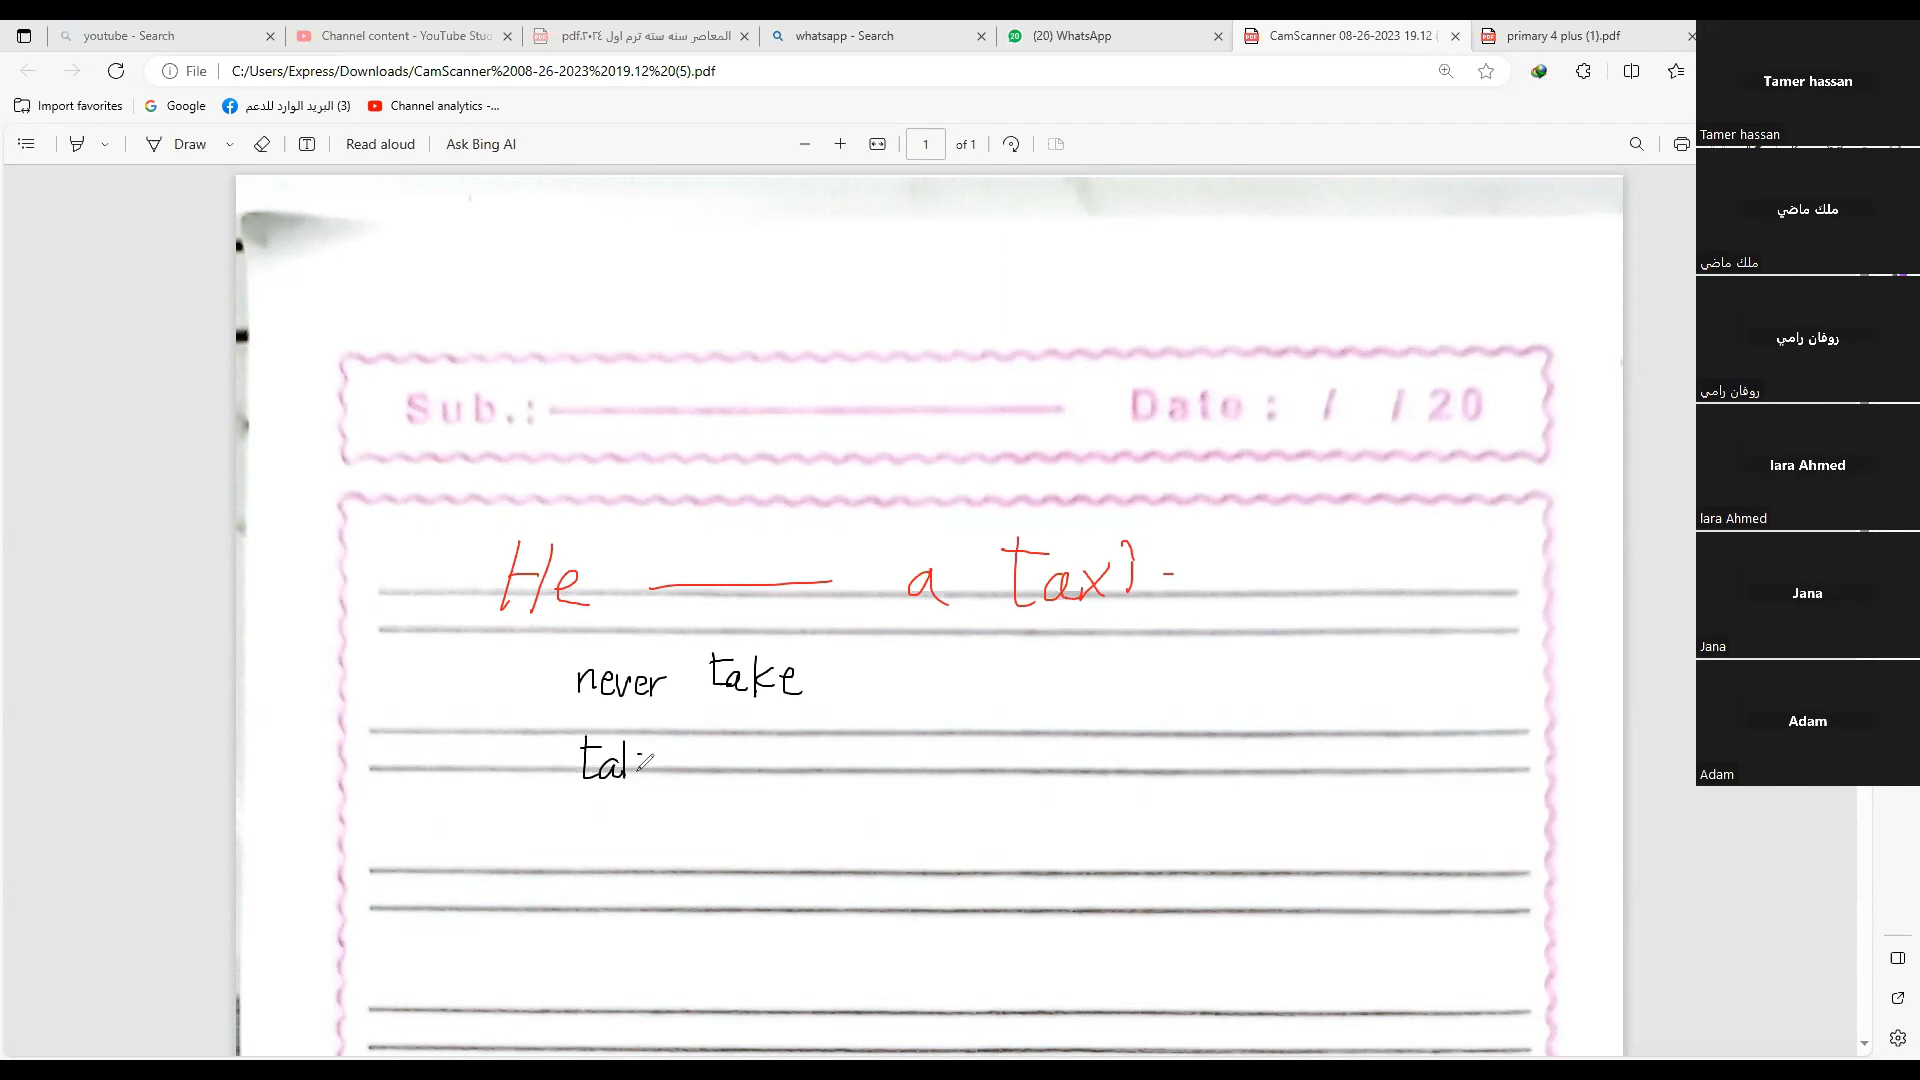 youtube - Search
Channel content - YouTube Stud
المعاصر سنه سته ترم اول ٢٠٢٤.pdf
whatsapp - Search
(20) WhatsApp
CamScanner 08-26-2023 19.12 (
primary 4 plus (1).pdf
File
C:/Users/Express/Downloads/CamScanner%2008-26-2023%2019.12%20(5).pdf
Import favorites
Google
(3) البريد الوارد للدعم
Channel analytics -...
Draw
Read aloud
Ask Bing AI
1 of 1
Sub.: Date: / / 20
He ——— a taxi.
never take
Tamer hassan
Tamer hassan
ملك ماضي
ملك ماضي
روفان رامي
روفان رامي
lara Ahmed
lara Ahmed
Jana
Jana
Adam
Adam